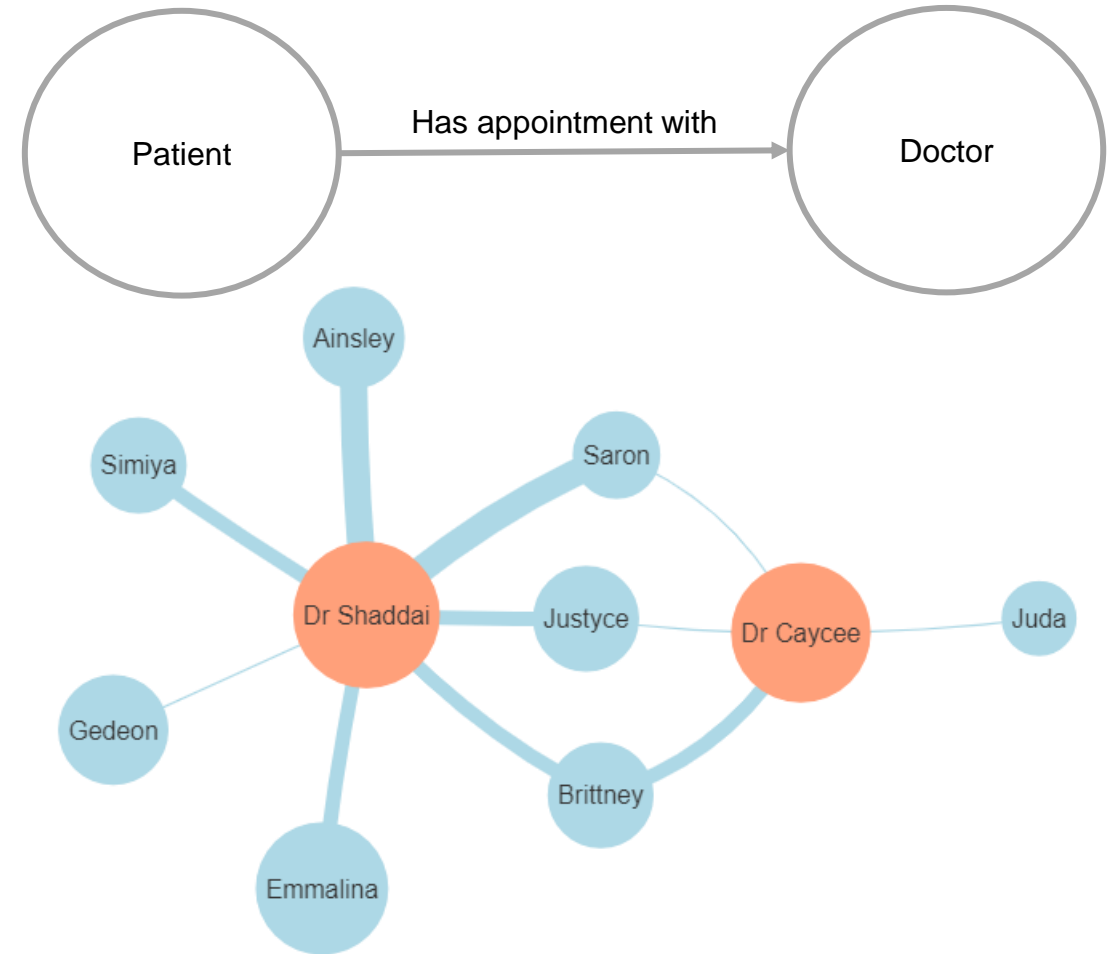 Has appointment with
Patient
Doctor
Ainsley
Saron
Simiya
Dr Shaddai
Justyce
Dr Caycee
Juda
Gedeon
Brittney
Emmalina